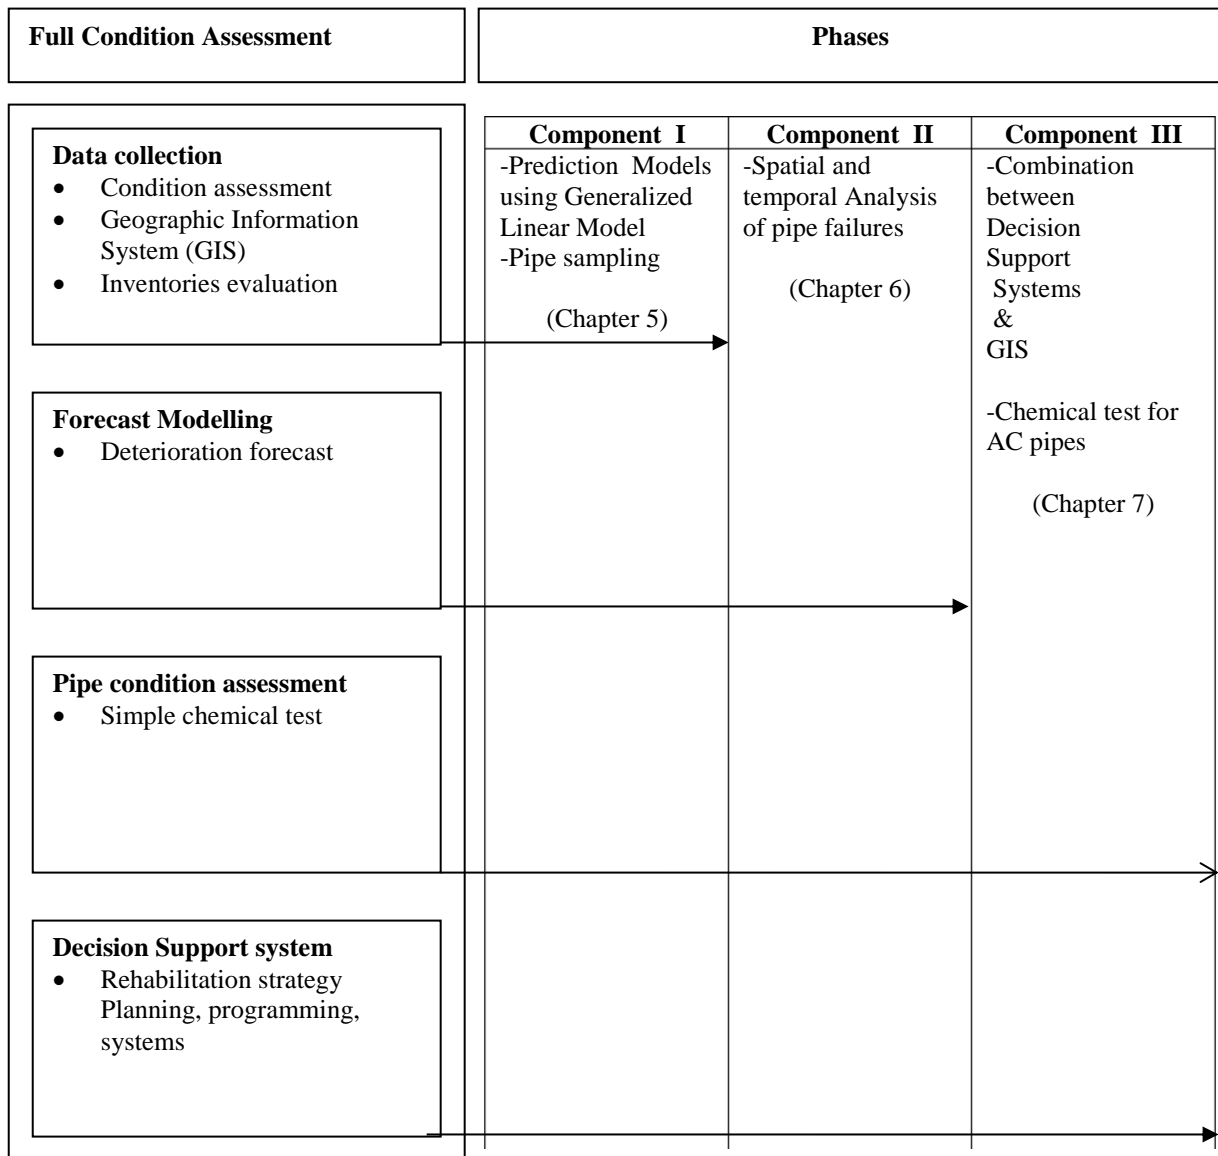 Full Condition Assessment
Phases
Data collection
• Condition assessment
• Geographic Information
System (GIS)
• Inventories evaluation
Forecast Modelling
• Deterioration forecast
Pipe condition assessment
• Simple chemical test
Decision Support system
• Rehabilitation strategy
Planning, programming,
systems
Component I
-Prediction Models
using Generalized
Linear Model
-Pipe sampling
(Chapter 5)
Component II
-Spatial and
temporal Analysis
of pipe failures
(Chapter 6)
Component III
-Combination
between
Decision
Support
Systems
&
GIS
-Chemical test for
AC pipes
(Chapter 7)